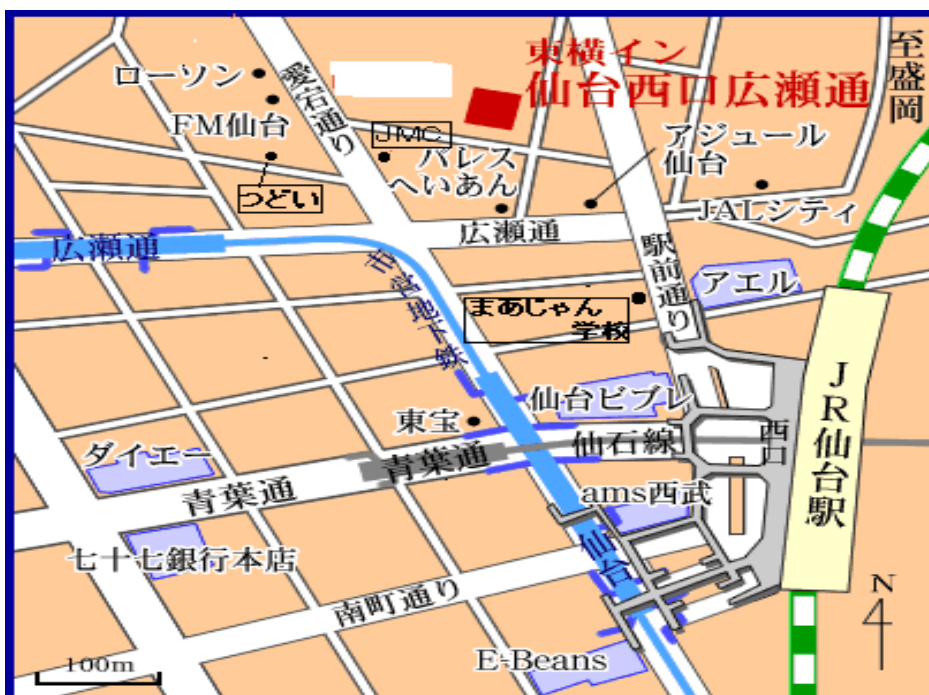 東横イン
仙台西口広瀬通
至盛岡
ローソン
愛宕通り
FM仙台
JMC
つどい
パレス
へいあん
アジュール
仙台
JALシティ
広瀬通
広瀬通
駅前通り
アエル
市営地下鉄
まあじゃん
学校
JR仙台駅
仙台ビブレ
東宝
仙石線
西口
ダイエー
青葉通
青葉通
ams西武
仙台
七十七銀行本店
南町通り
N
E-Beans
100m